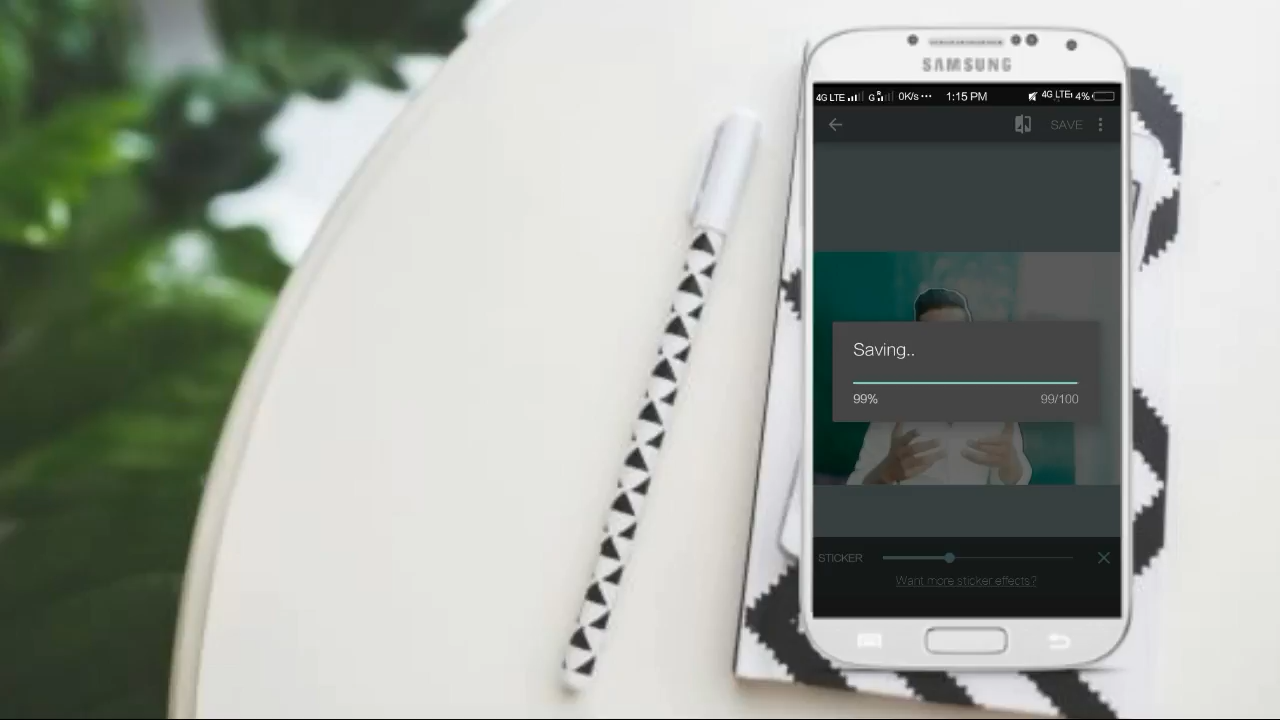 SAMSUNG
4G LTE G 0K/s ··· 1:15 PM 4G LTE 4%
SAVE
Saving..
99% 99/100
STICKER
Want more sticker effects?